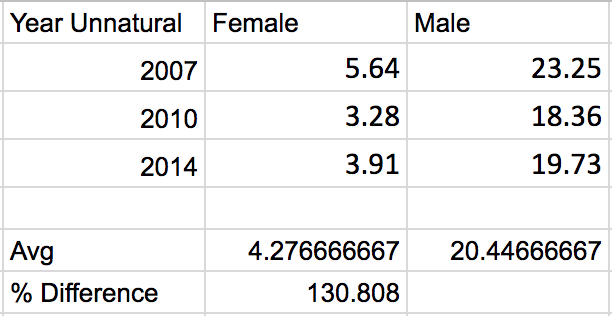 Year Unnatural Female Male
2007 5.64 23.25
2010 3.28 18.36
2014 3.91 19.73
Avg 4.276666667 20.44666667
% Difference 130.808